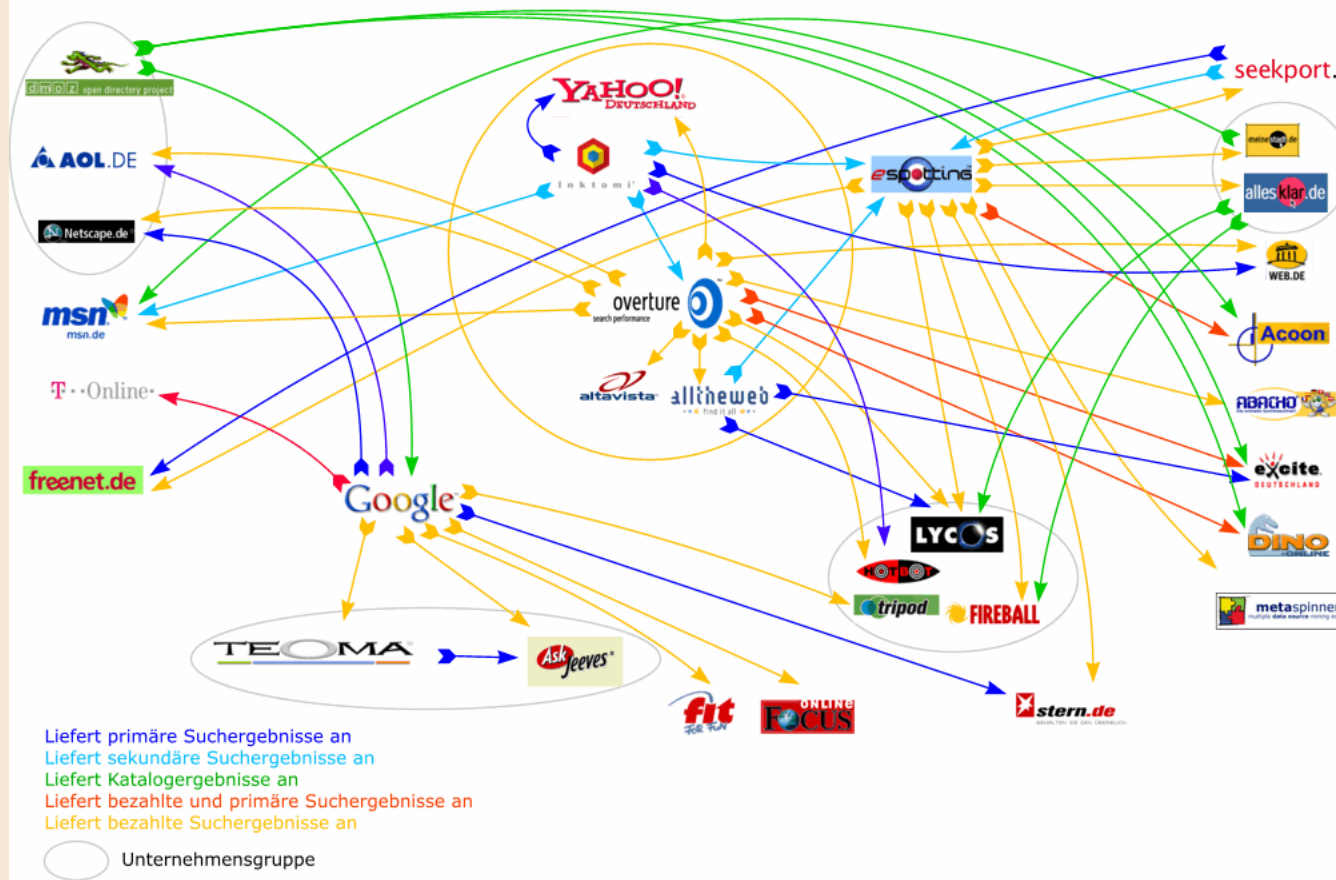 dmoz open directory project
AOL.DE
Netscape.de
msn
msn.de
T··Online·
freenet.de
YAHOO!
DEUTSCHLAND
Inktomi
overture
search performance
altavista
alltheweb
find it all
espotting
seekport.
meinestadt.de
allesklar.de
WEB.DE
Acoon
ABACHO
excite
DEUTSCHLAND
DINO
ONLINE
metaspinner
Google
LYCOS
HOTBOT
tripod
FIREBALL
TEOMA
Ask Jeeves
fit
FOR FUN
ONLINE
FOCUS
stern.de
Liefert primäre Suchergebnisse an
Liefert sekundäre Suchergebnisse an
Liefert Katalogergebnisse an
Liefert bezahlte und primäre Suchergebnisse an
Liefert bezahlte Suchergebnisse an
Unternehmensgruppe